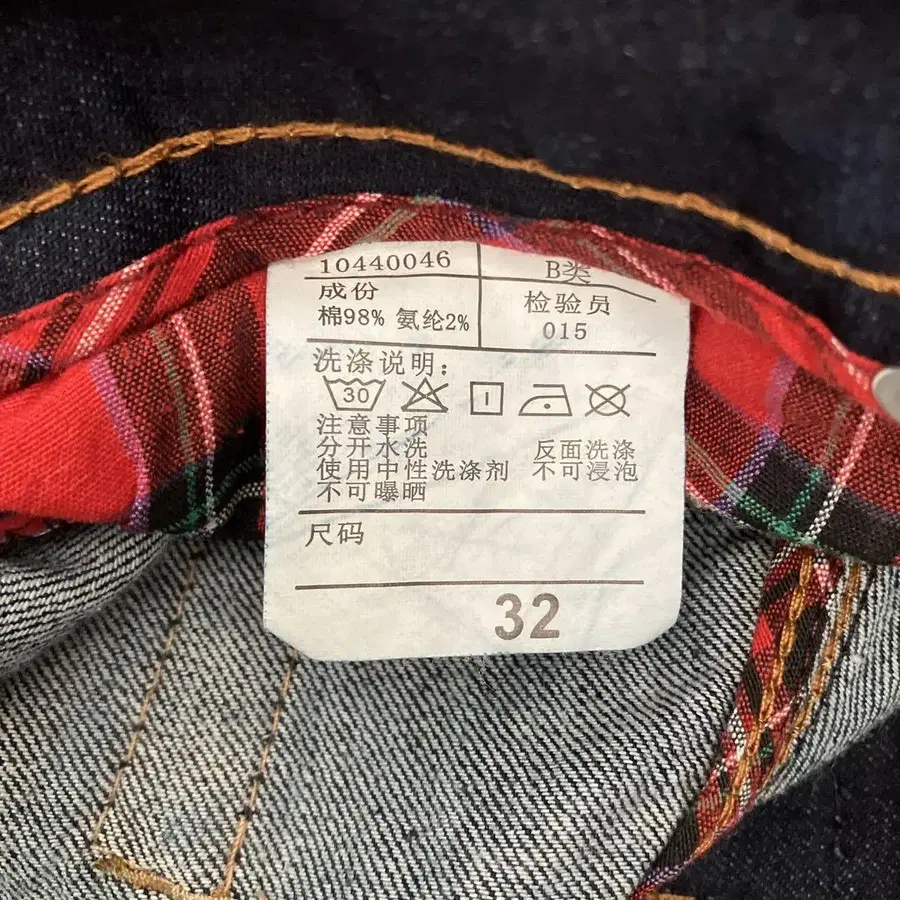 10440046 B类
成份 检验员
棉98% 氨纶2% 015
洗涤说明:
30
注意事项
分开水洗 反面洗涤
使用中性洗涤剂 不可浸泡
不可曝晒
尺码
32